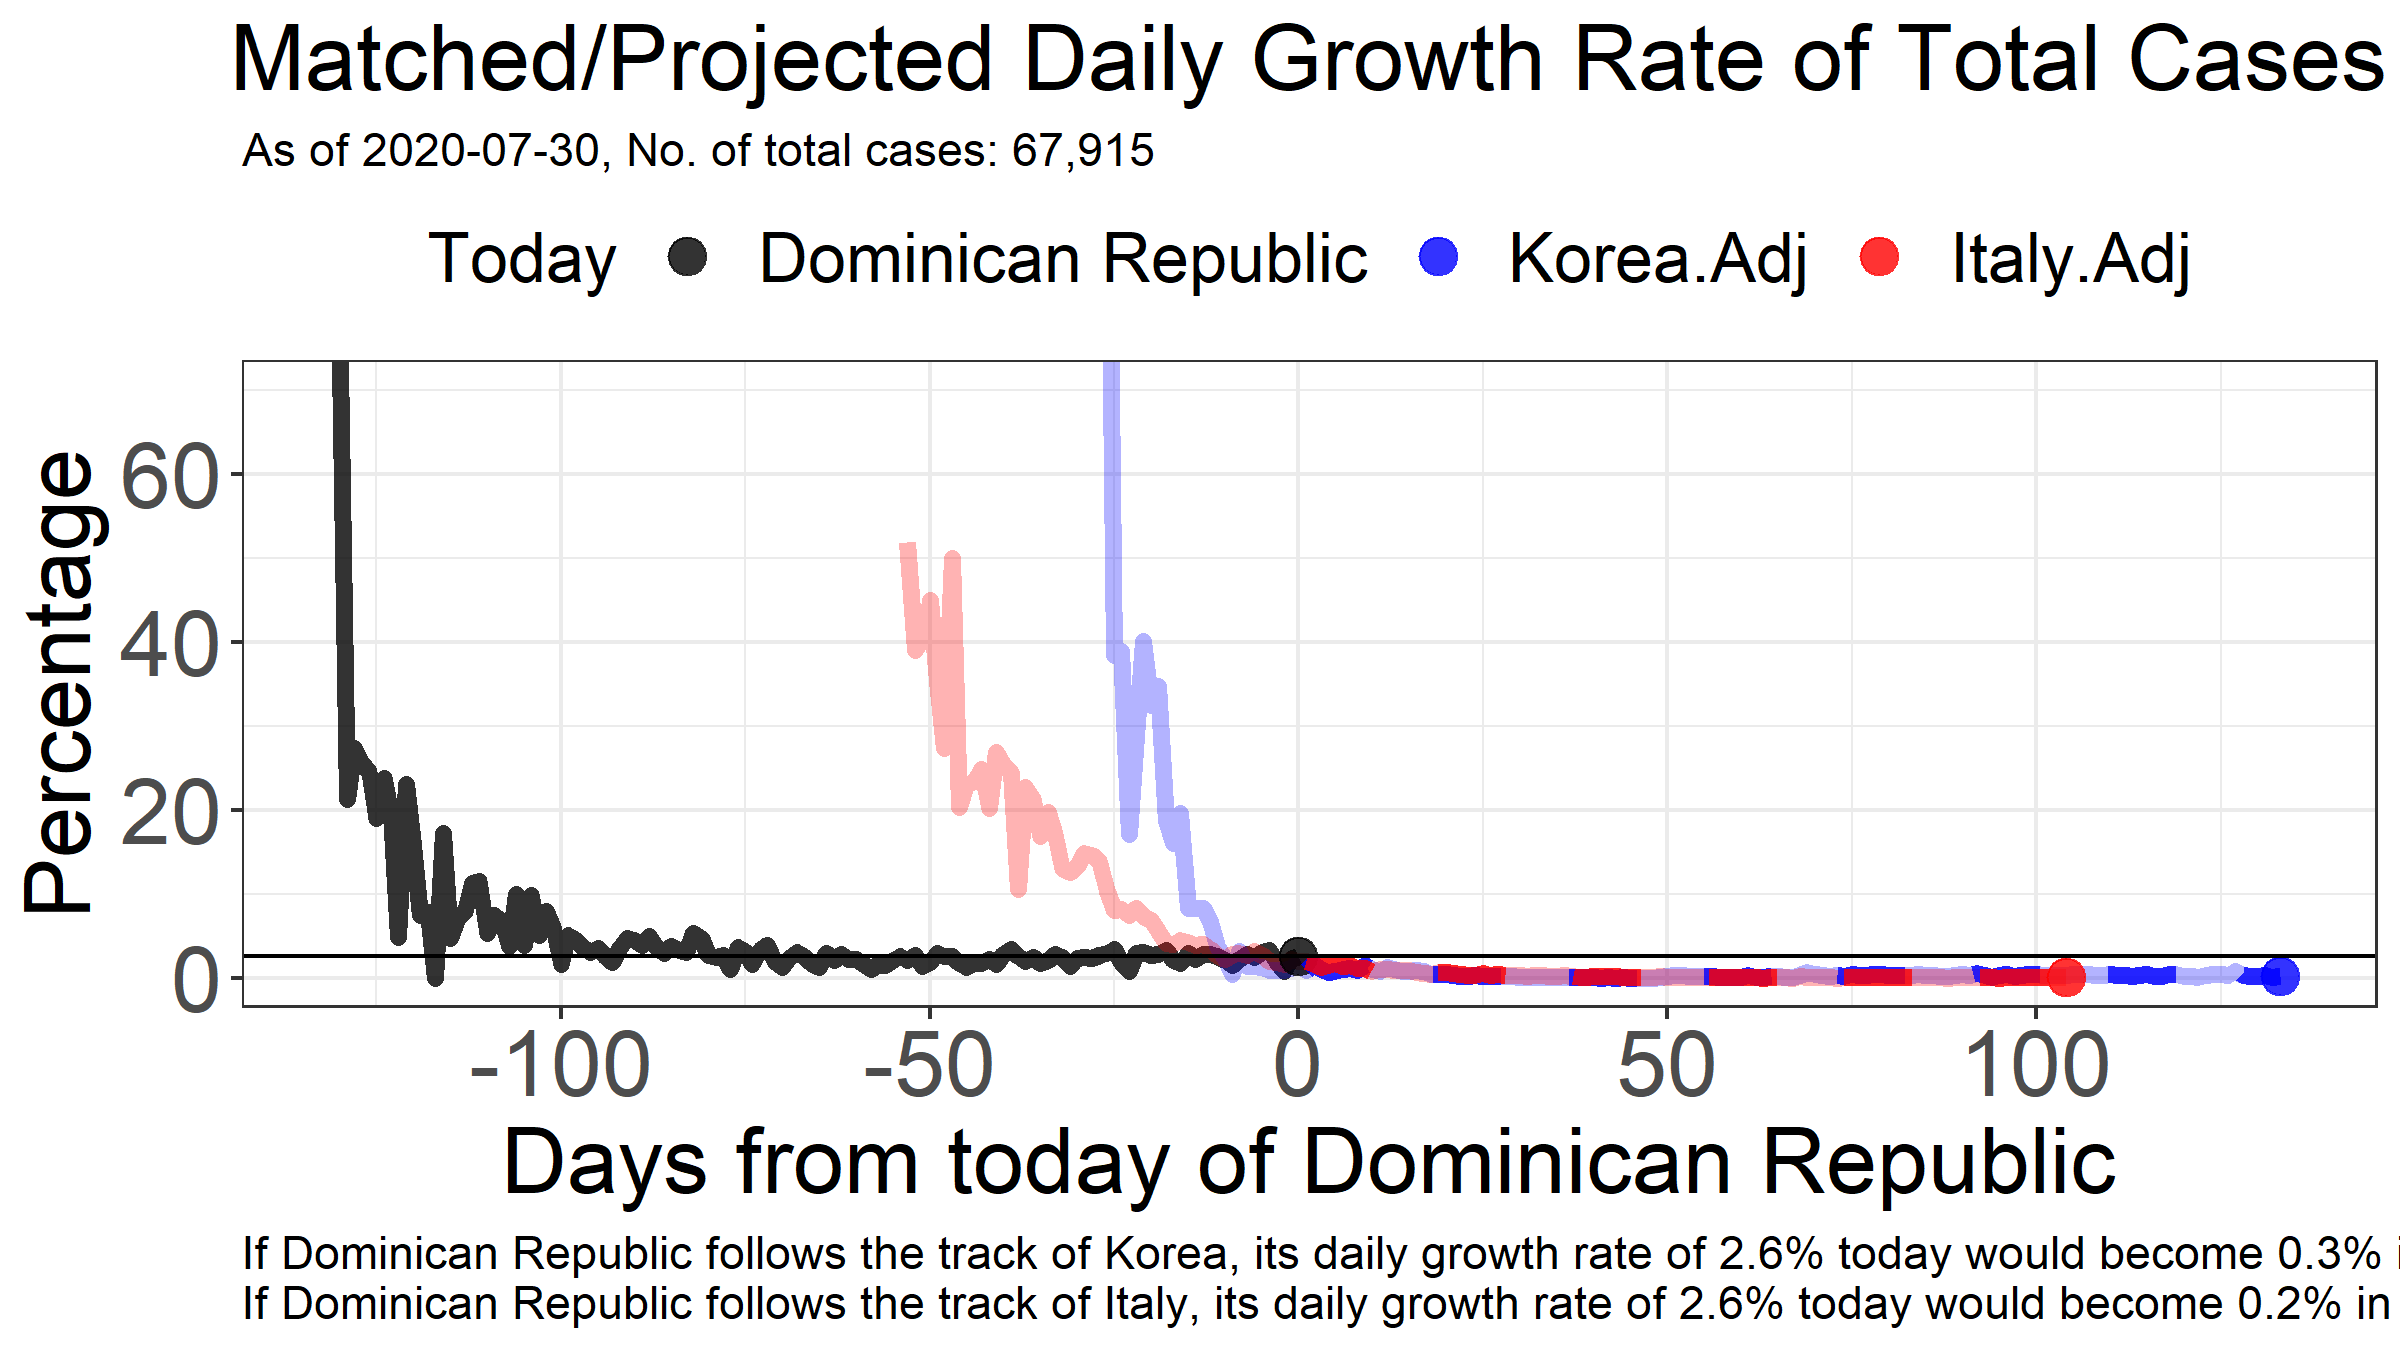 Matched/Projected Daily Growth Rate of Total Cases
As of 2020-07-30, No. of total cases: 67,915
Today Dominican Republic Korea.Adj Italy.Adj
Percentage
60
40
20
0
-100 -50 0 50 100
Days from today of Dominican Republic
If Dominican Republic follows the track of Korea, its daily growth rate of 2.6% today would become 0.3%
If Dominican Republic follows the track of Italy, its daily growth rate of 2.6% today would become 0.2% in